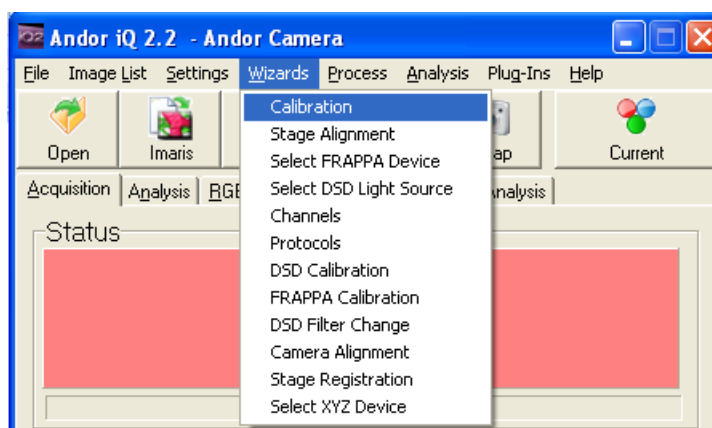 iQ2 Andor iQ 2.2 - Andor Camera
File Image List Settings Wizards Process Analysis Plug-Ins Help
Open Imaris ap Current
Acquisition Analysis RGE nalysis
Status
Calibration
Stage Alignment
Select FRAPPA Device
Select DSD Light Source
Channels
Protocols
DSD Calibration
FRAPPA Calibration
DSD Filter Change
Camera Alignment
Stage Registration
Select XYZ Device